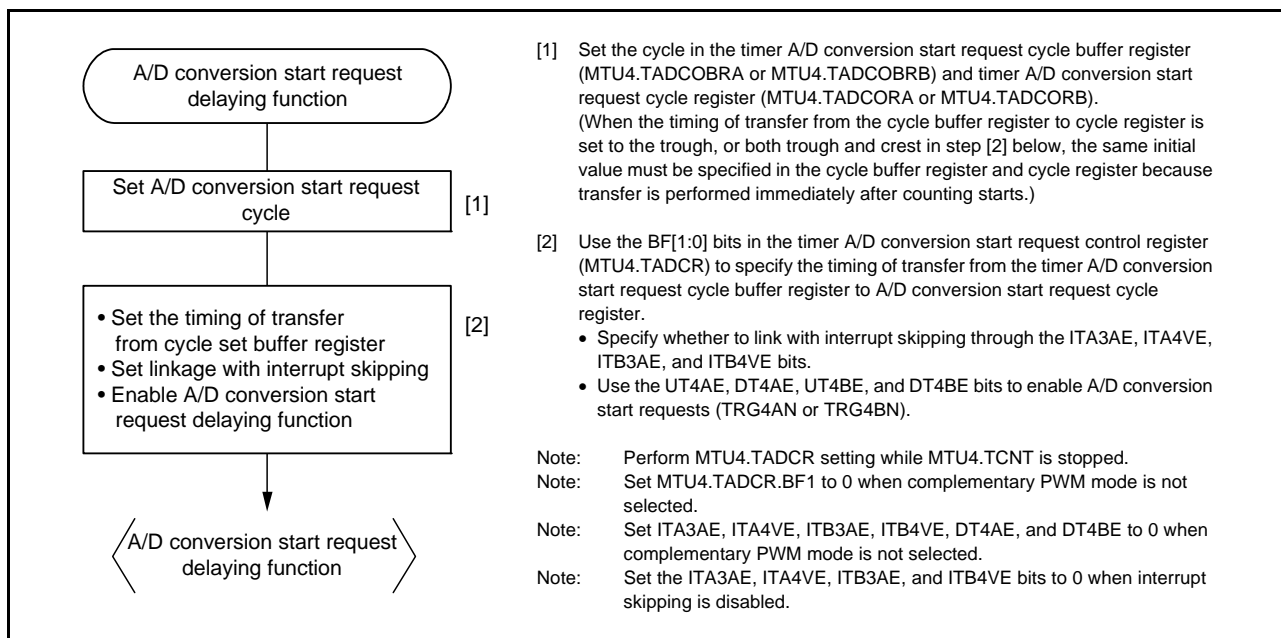 A/D conversion start request
delaying function
Set A/D conversion start request
cycle
[1]
• Set the timing of transfer
from cycle set buffer register
• Set linkage with interrupt skipping
• Enable A/D conversion start
request delaying function
[2]
A/D conversion start request
delaying function
[1] Set the cycle in the timer A/D conversion start request cycle buffer register
(MTU4.TADCOBRA or MTU4.TADCOBRB) and timer A/D conversion start
request cycle register (MTU4.TADCORA or MTU4.TADCORB).
(When the timing of transfer from the cycle buffer register to cycle register is
set to the trough, or both trough and crest in step [2] below, the same initial
value must be specified in the cycle buffer register and cycle register because
transfer is performed immediately after counting starts.)
[2] Use the BF[1:0] bits in the timer A/D conversion start request control register
(MTU4.TADCR) to specify the timing of transfer from the timer A/D conversion
start request cycle buffer register to A/D conversion start request cycle
register.
• Specify whether to link with interrupt skipping through the ITA3AE, ITA4VE,
ITB3AE, and ITB4VE bits.
• Use the UT4AE, DT4AE, UT4BE, and DT4BE bits to enable A/D conversion
start requests (TRG4AN or TRG4BN).
Note: Perform MTU4.TADCR setting while MTU4.TCNT is stopped.
Note: Set MTU4.TADCR.BF1 to 0 when complementary PWM mode is not
selected.
Note: Set ITA3AE, ITA4VE, ITB3AE, ITB4VE, DT4AE, and DT4BE to 0 when
complementary PWM mode is not selected.
Note: Set the ITA3AE, ITA4VE, ITB3AE, and ITB4VE bits to 0 when interrupt
skipping is disabled.